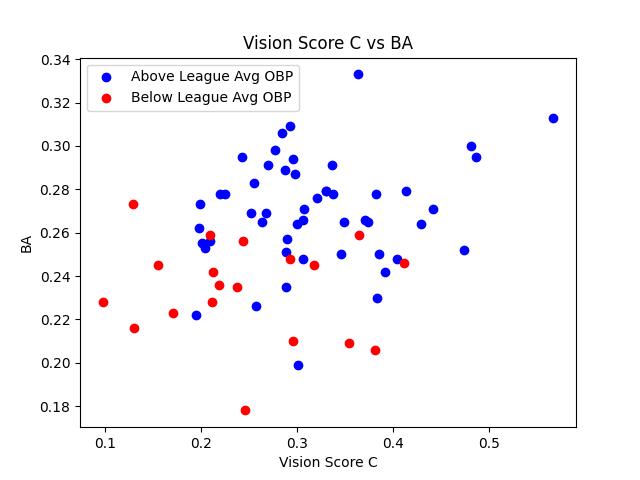 Vision Score C vs BA
Above League Avg OBP
Below League Avg OBP
0.34
0.32
0.30
0.28
0.26
0.24
0.22
0.20
0.18
BA
0.1 0.2 0.3 0.4 0.5
Vision Score C